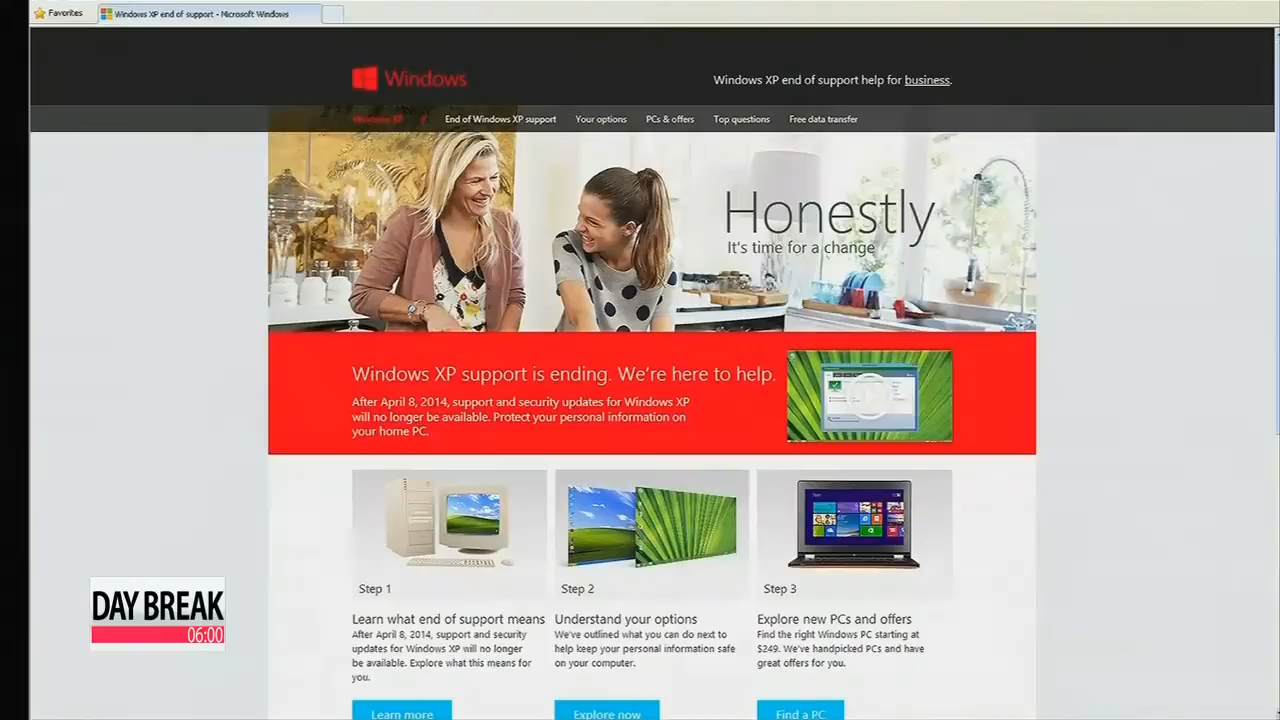 Favorites
Windows XP end of support - Microsoft Windows
Windows
Windows XP end of support help for business.
Windows XP
End of Windows XP support
Your options
PCs & offers
Top questions
Free data transfer
Honestly
It's time for a change
Windows XP support is ending. We're here to help.
After April 8, 2014, support and security updates for Windows XP
will no longer be available. Protect your personal information on
your home PC.
Step 1
Step 2
Step 3
Learn what end of support means
After April 8, 2014, support and security
updates for Windows XP will no longer
be available. Explore what this means for
you.
Understand your options
We've outlined what you can do next to
help keep your personal information safe
on your computer.
Explore new PCs and offers
Find the right Windows PC starting at
$249. We've handpicked PCs and have
great offers for you.
Learn more
Explore now
Find a PC
DAY BREAK
06:00